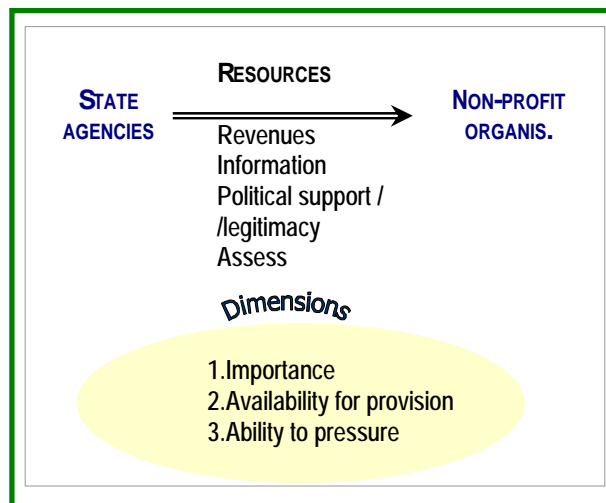 RESOURCES
STATE
AGENCIES
NON-PROFIT
ORGANIS.
Revenues
Information
Political support /
/legitimacy
Assess
Dimensions
1.Importance
2.Availability for provision
3.Ability to pressure